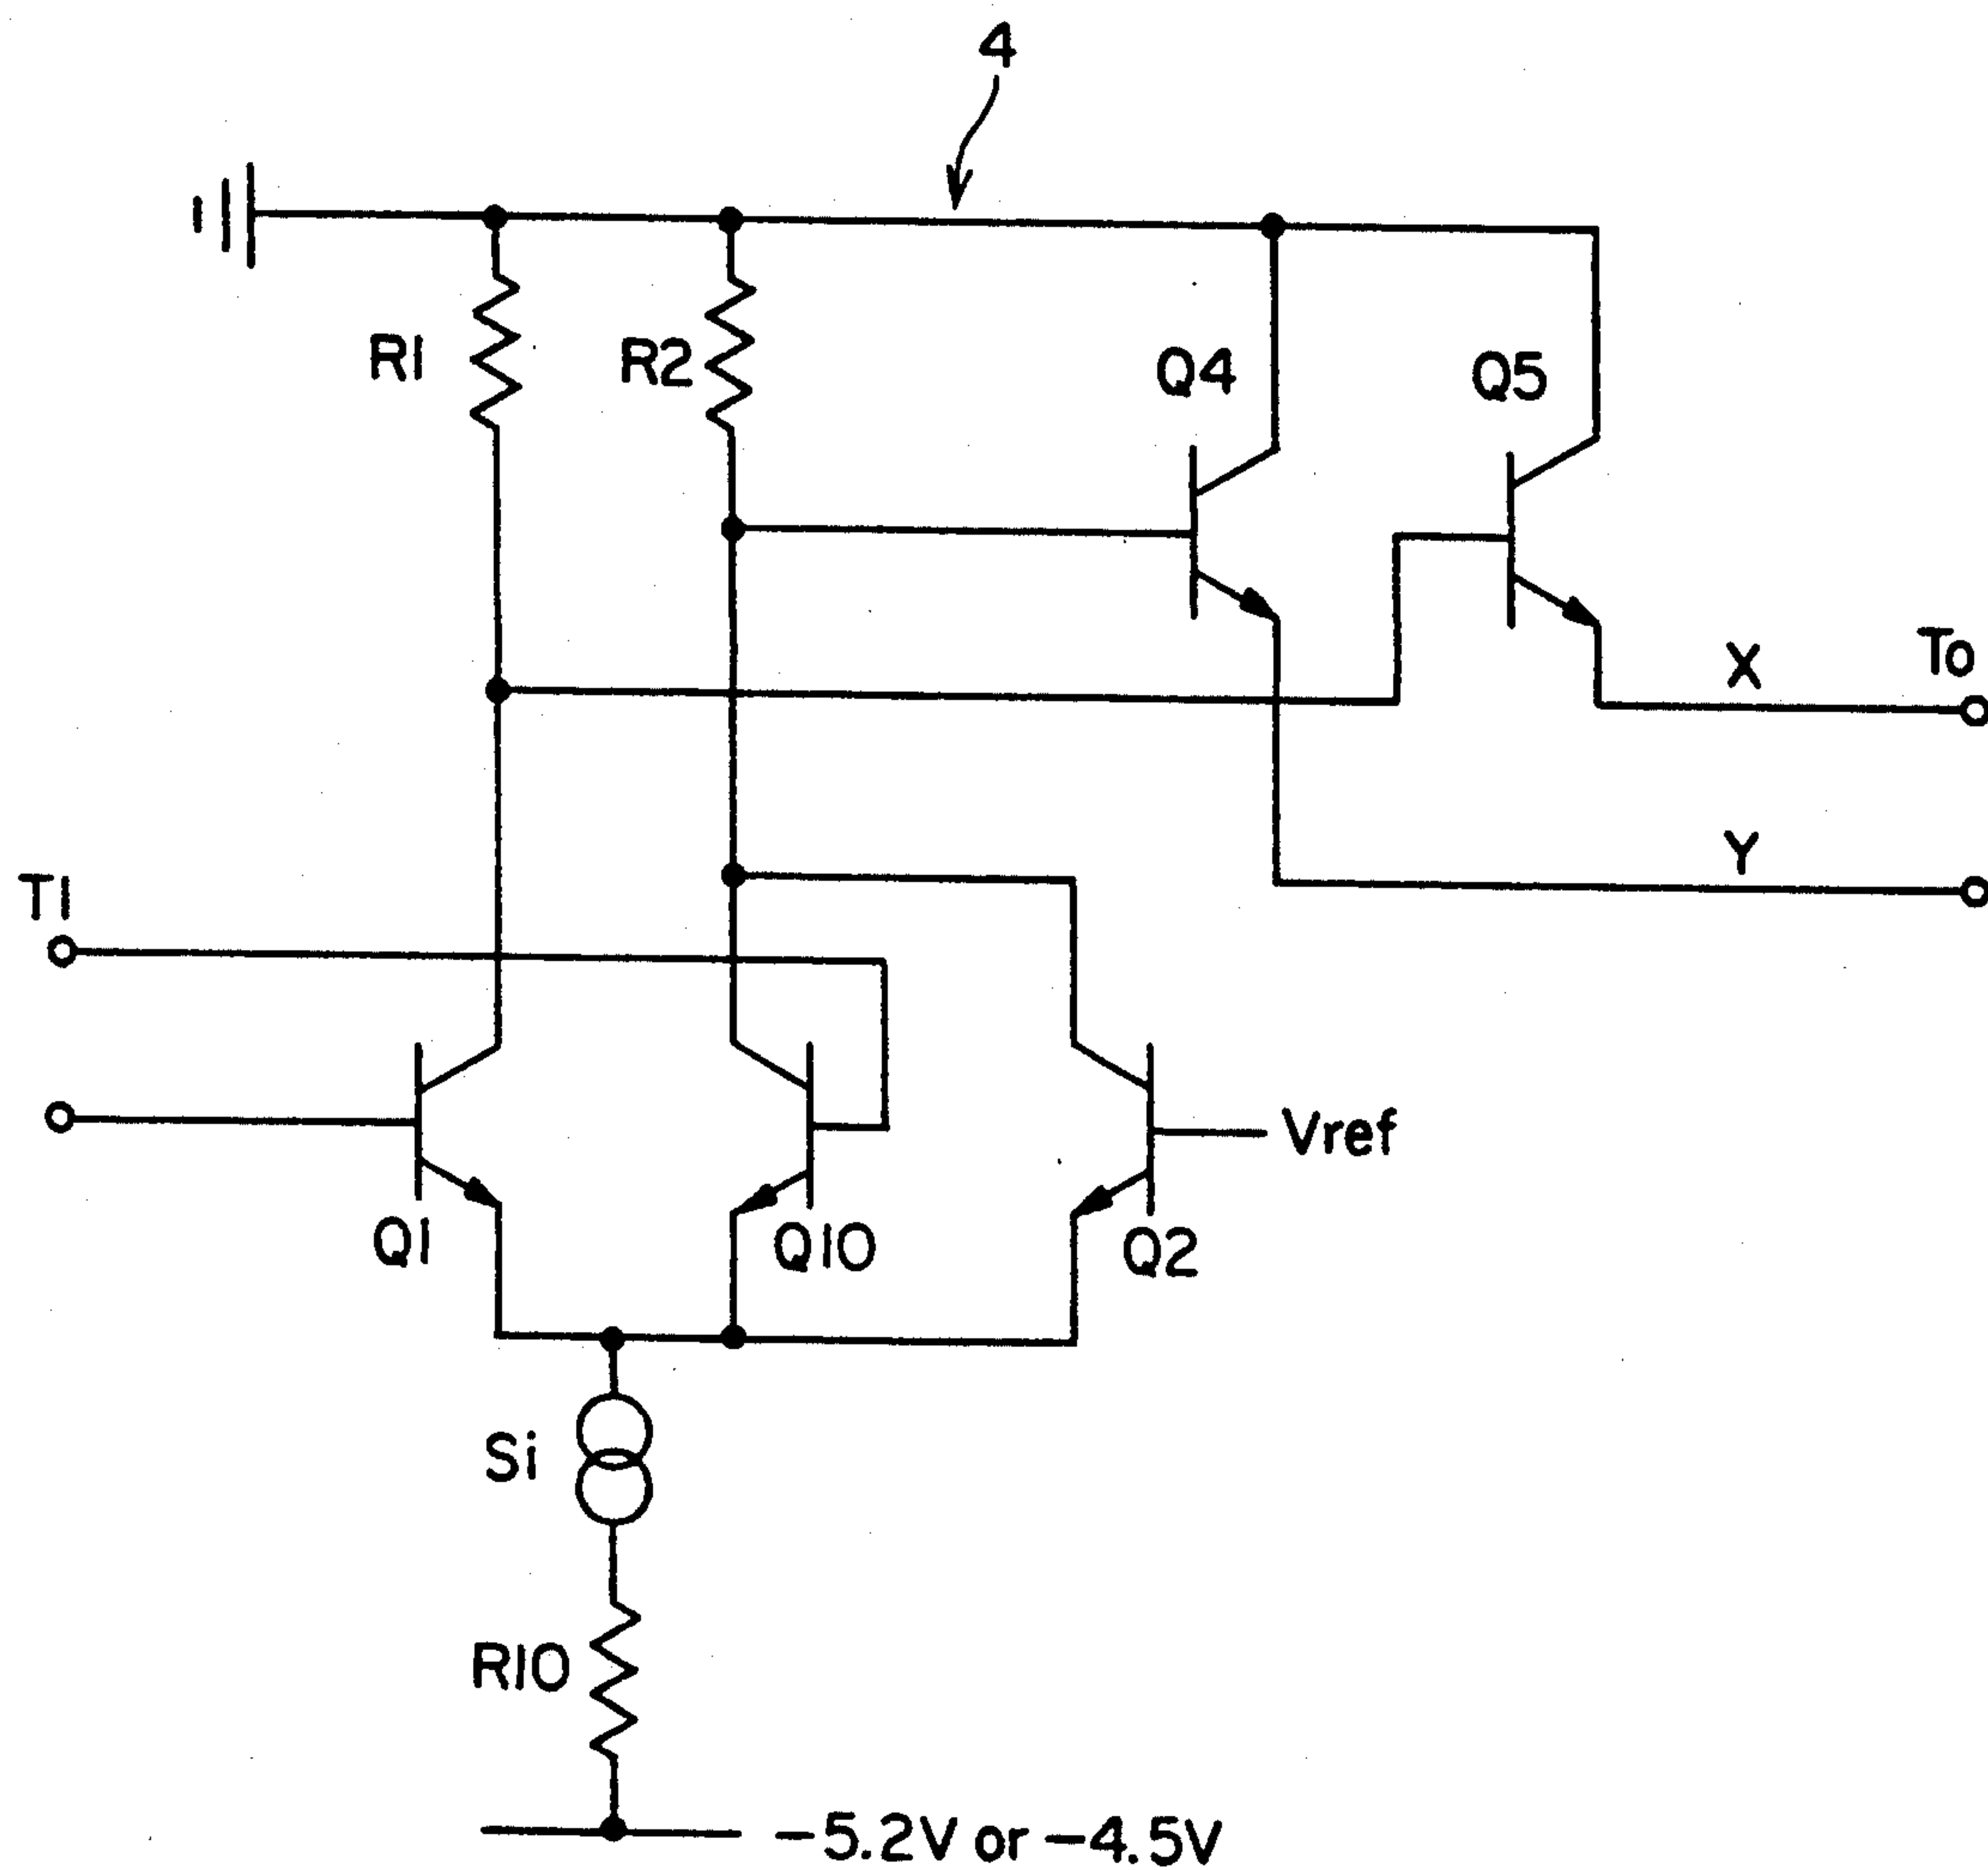 4
R1
R2
Q4
Q5
X
To
Y
T1
Vref
Q1
Q10
Q2
Si
R10
-5.2V or -4.5V